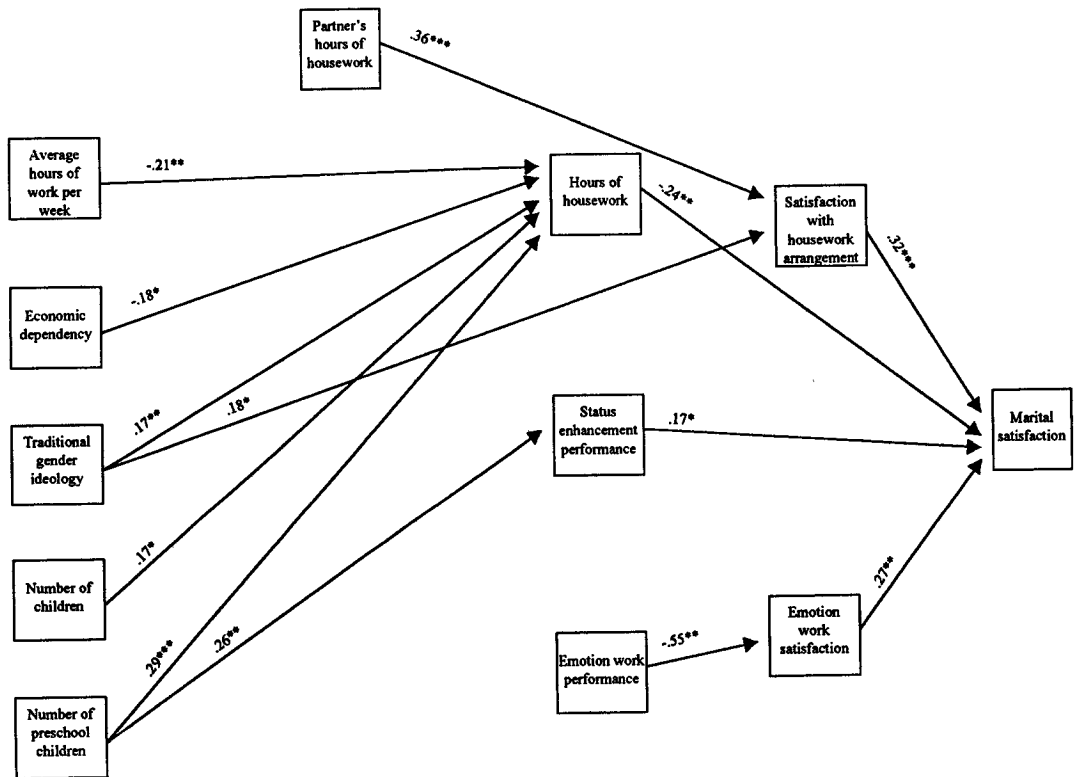 Partner's
hours of
housework
.36***
Average
hours of
work per
week
-.21**
Hours of
housework
-.24**
Satisfaction
with
housework
arrangement
.32***
Economic
dependency
-.18*
Traditional
gender
ideology
.17**
.18*
Status
enhancement
performance
.17*
Marital
satisfaction
Number of
children
.17*
Emotion work
performance
-.55**
Emotion
work
satisfaction
.27**
Number of
preschool
children
.29***
.26**